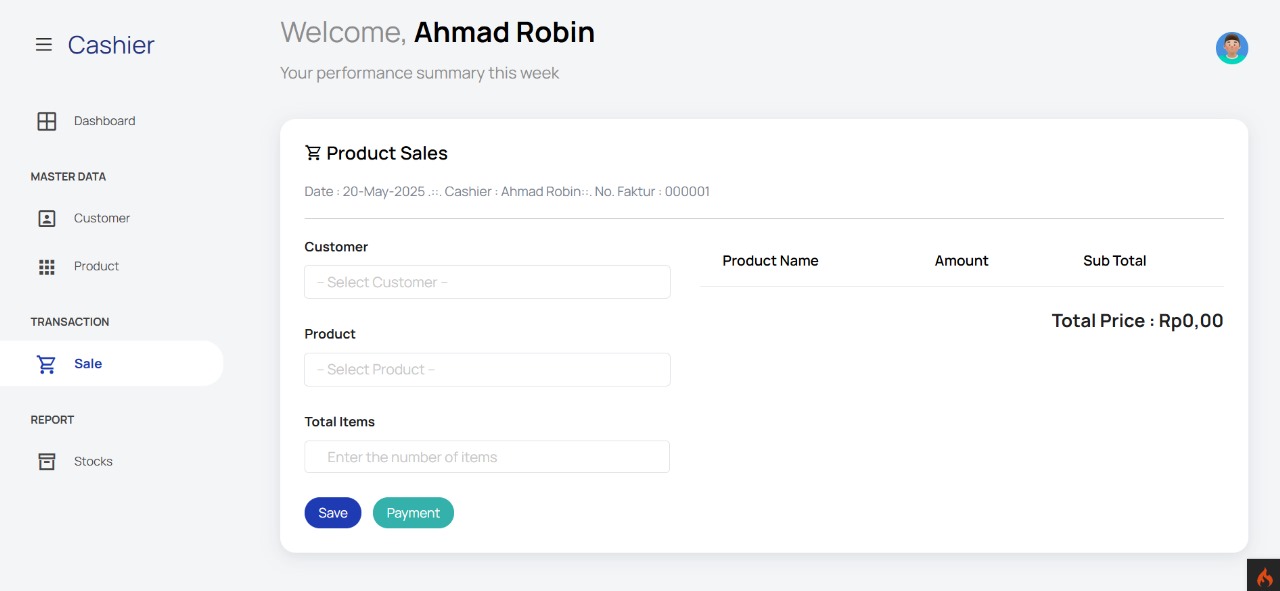 Cashier
Dashboard
MASTER DATA
Customer
Product
TRANSACTION
Sale
REPORT
Stocks
Welcome, Ahmad Robin
Your performance summary this week
Product Sales
Date : 20-May-2025 .::. Cashier : Ahmad Robin::. No. Faktur : 000001
Customer
-- Select Customer --
Product
-- Select Product --
Total Items
Enter the number of items
Save Payment
Product Name Amount Sub Total
Total Price : Rp0,00